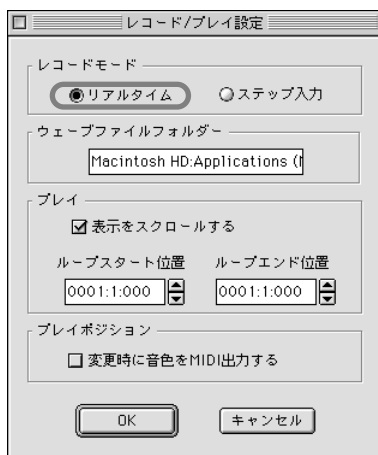 レコード/プレイ設定
レコードモード
リアルタイム ステップ入力
ウェーブファイルフォルダー
Macintosh HD:Applications (
プレイ
表示をスクロールする
ループスタート位置 ループエンド位置
0001:1:000 0001:1:000
プレイポジション
変更時に音色をMIDI出力する
OK キャンセル